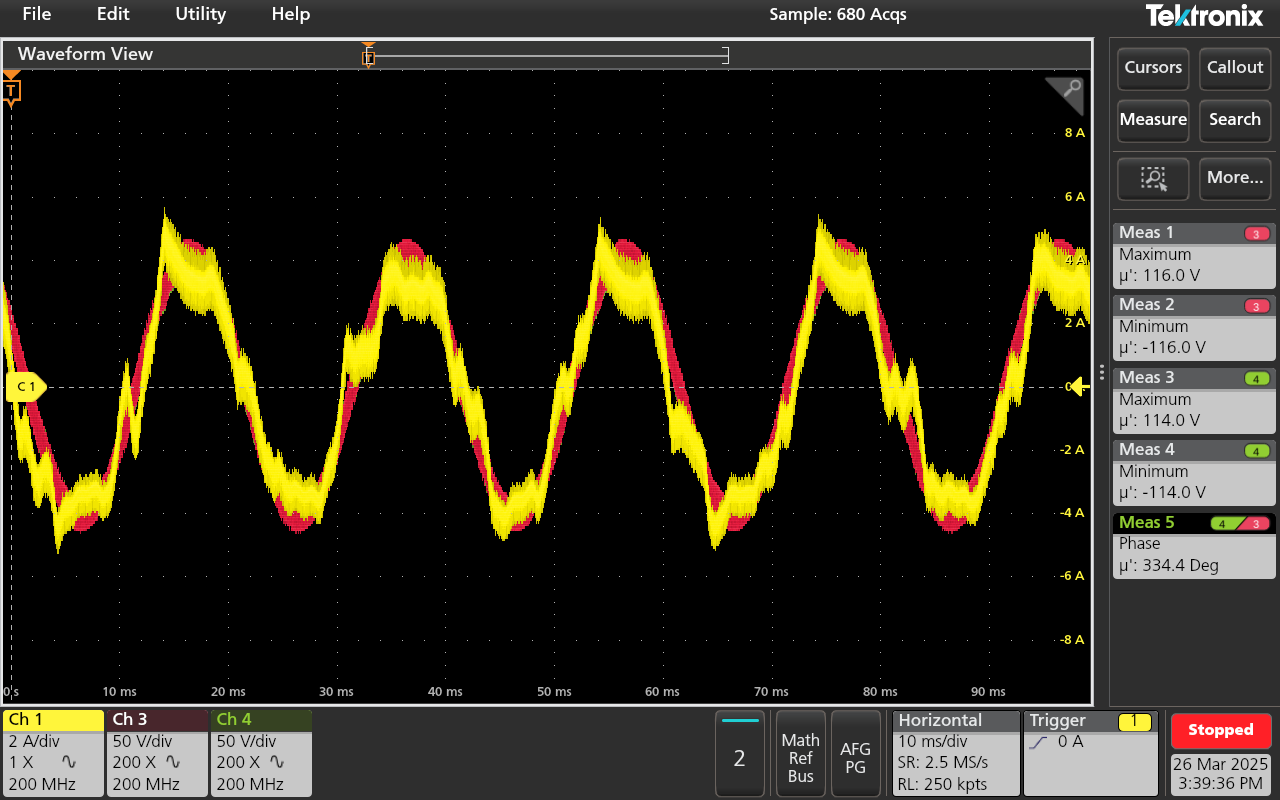 File Edit Utility Help Sample: 680 Acqs Tektronix
Waveform View
T
T
Cursors Callout
Measure Search
More...
8 A
6 A
4 A
2 A
0 A
-2 A
-4 A
-6 A
-8 A
C 1
0 s 10 ms 20 ms 30 ms 40 ms 50 ms 60 ms 70 ms 80 ms 90 ms
Meas 1 3
Maximum
µ': 116.0 V
Meas 2 3
Minimum
µ': -116.0 V
Meas 3 4
Maximum
µ': 114.0 V
Meas 4 4
Minimum
µ': -114.0 V
Meas 5 4 3
Phase
µ': 334.4 Deg
Ch 1
2 A/div
1 X
200 MHz
Ch 3
50 V/div
200 X
200 MHz
Ch 4
50 V/div
200 X
200 MHz
2
Math
Ref
Bus
AFG
PG
Horizontal
10 ms/div
SR: 2.5 MS/s
RL: 250 kpts
Trigger 1
0 A
Stopped
26 Mar 2025
3:39:36 PM